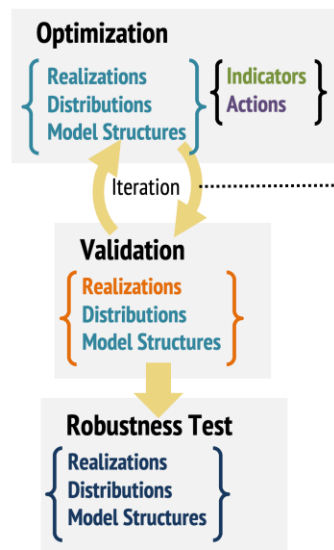 Optimization
Realizations
Distributions
Model Structures
Indicators
Actions
Iteration
Validation
Realizations
Distributions
Model Structures
Robustness Test
Realizations
Distributions
Model Structures